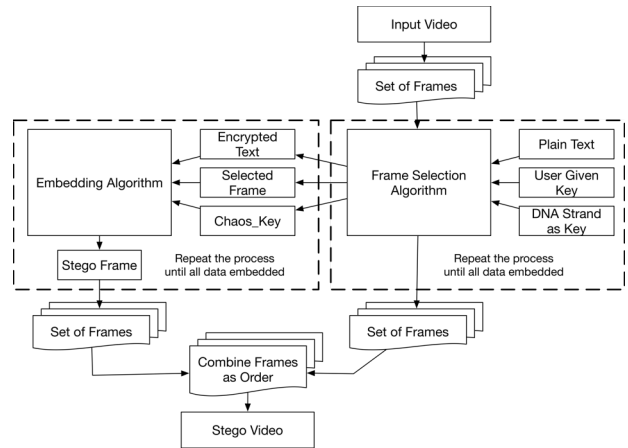 Input Video
Set of Frames
Embedding Algorithm
Encrypted
Text
Selected
Frame
Chaos_Key
Frame Selection
Algorithm
Plain Text
User Given
Key
DNA Strand
as Key
Stego Frame
Repeat the process
until all data embedded
Repeat the process
until all data embedded
Set of Frames
Set of Frames
Combine Frames
as Order
Stego Video